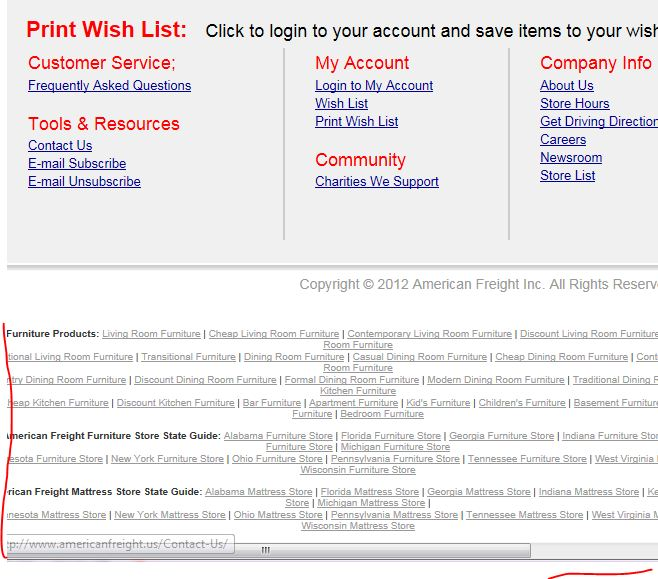 Print Wish List: Click to login to your account and save items to your wish
Customer Service;
Frequently Asked Questions
Tools & Resources
Contact Us
E-mail Subscribe
E-mail Unsubscribe
My Account
Login to My Account
Wish List
Print Wish List
Community
Charities We Support
Company Info
About Us
Store Hours
Get Driving Direction
Careers
Newsroom
Store List
Copyright © 2012 American Freight Inc. All Rights Reserv
Furniture Products: Living Room Furniture | Cheap Living Room Furniture | Contemporary Living Room Furniture | Discount Living Room Furniture
Room Furniture
tional Living Room Furniture | Transitional Furniture | Dining Room Furniture | Casual Dining Room Furniture | Cheap Dining Room Furniture | Cont
Room Furniture
ntry Dining Room Furniture | Discount Dining Room Furniture | Formal Dining Room Furniture | Modern Dining Room Furniture | Traditional Dining F
Kitchen Furniture
heap Kitchen Furniture | Discount Kitchen Furniture | Bar Furniture | Apartment Furniture | Kid's Furniture | Children's Furniture | Basement Furnitur
Furniture | Bedroom Furniture
merican Freight Furniture Store State Guide: Alabama Furniture Store | Florida Furniture Store | Georgia Furniture Store | Indiana Furniture Stor
Furniture Store | Michigan Furniture Store
nesota Furniture Store | New York Furniture Store | Ohio Furniture Store | Pennsylvania Furniture Store | Tennessee Furniture Store | West Virginia
Wisconsin Furniture Store
erican Freight Mattress Store State Guide: Alabama Mattress Store | Florida Mattress Store | Georgia Mattress Store | Indiana Mattress Store | Ke
Store | Michigan Mattress Store |
nnesota Mattress Store | New York Mattress Store | Ohio Mattress Store | Pennsylvania Mattress Store | Tennessee Mattress Store | West Virginia M
Wisconsin Mattress Store
tp://www.americanfreight.us/Contact-Us/